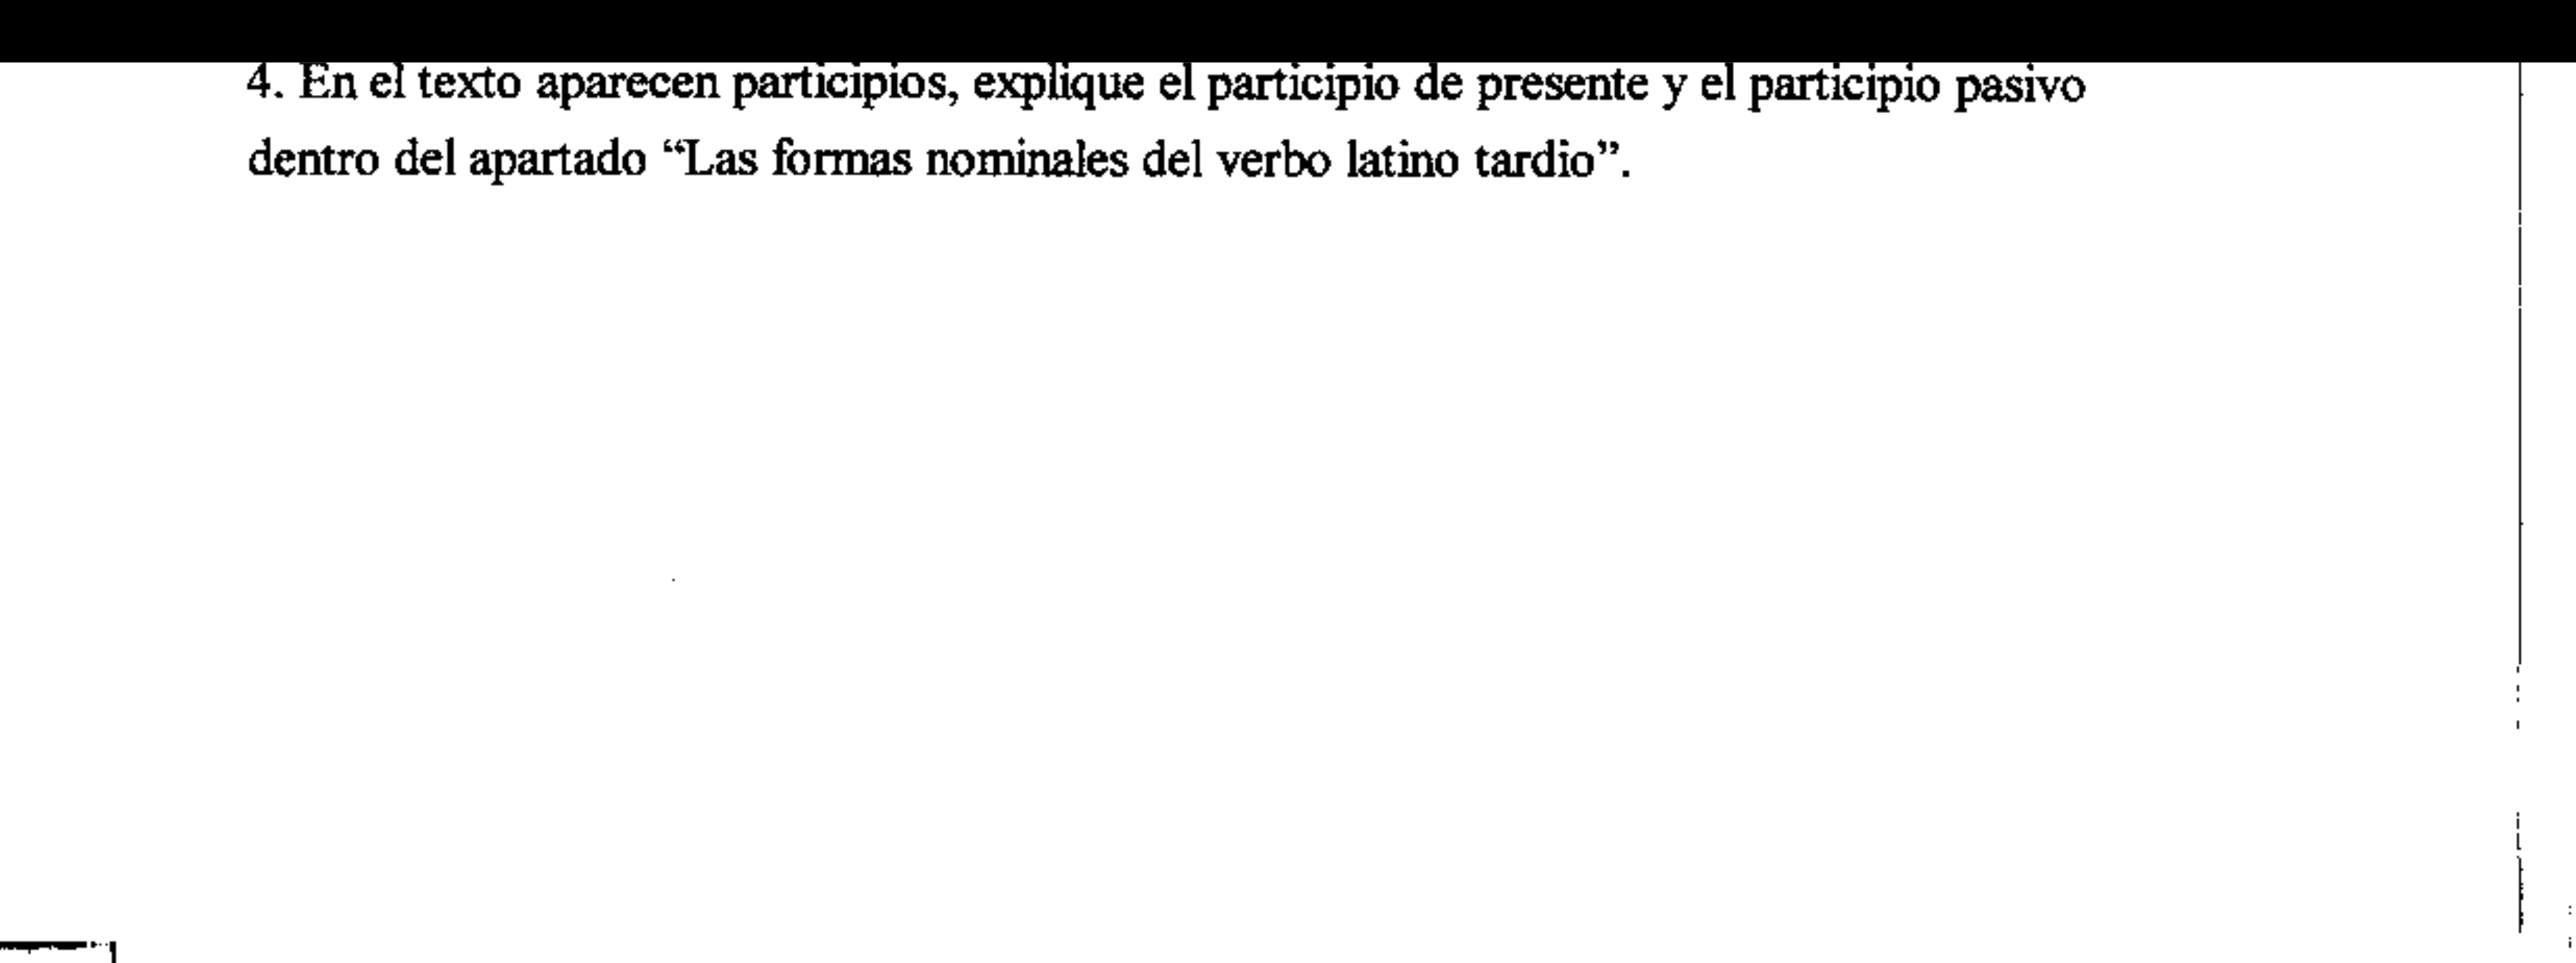 4. En el texto aparecen participios, explique el participio de presente y el participio pasivo
dentro del apartado “Las formas nominales del verbo latino tardio”.